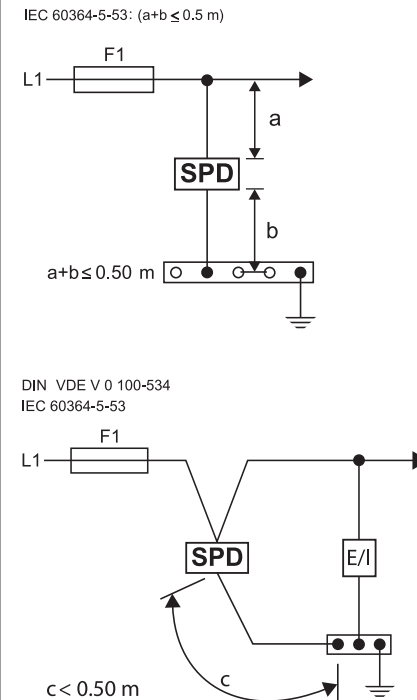 IEC 60364-5-53: (a+b ≤ 0.5 m)
F1
L1
a
SPD
b
a+b ≤ 0.50 m
DIN VDE V 0 100-534
IEC 60364-5-53
F1
L1
SPD
E/I
c
c < 0.50 m